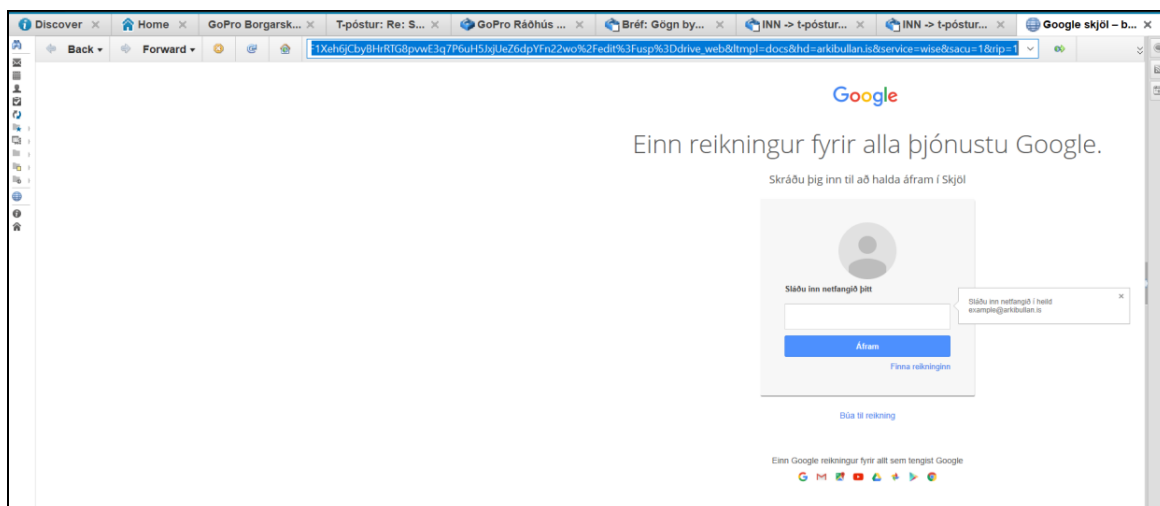 Discover
Home
GoPro Borgarsk...
T-póstur: Re: S...
GoPro Ráðhús ...
Bréf: Gögn by...
INN -> t-póstur...
INN -> t-póstur...
Google skjöl – b...
Back
Forward
F1Xeh6jCbyBHrRTG8pvwE3q7P6uH5JxjUeZ6dpYFn22wo%2Fedit%3Fusp%3Ddrive_web&ltmpl=docs&hd=arkibullan.is&service=wise&sacu=1&rip=1
Google
Einn reikningur fyrir alla þjónustu Google.
Skráðu þig inn til að halda áfram í Skjöl
Sláðu inn netfangið þitt
Sláðu inn netfangið í heild
example@arkibullan.is
Áfram
Finna reikninginn
Búa til reikning
Einn Google reikningur fyrir allt sem tengist Google